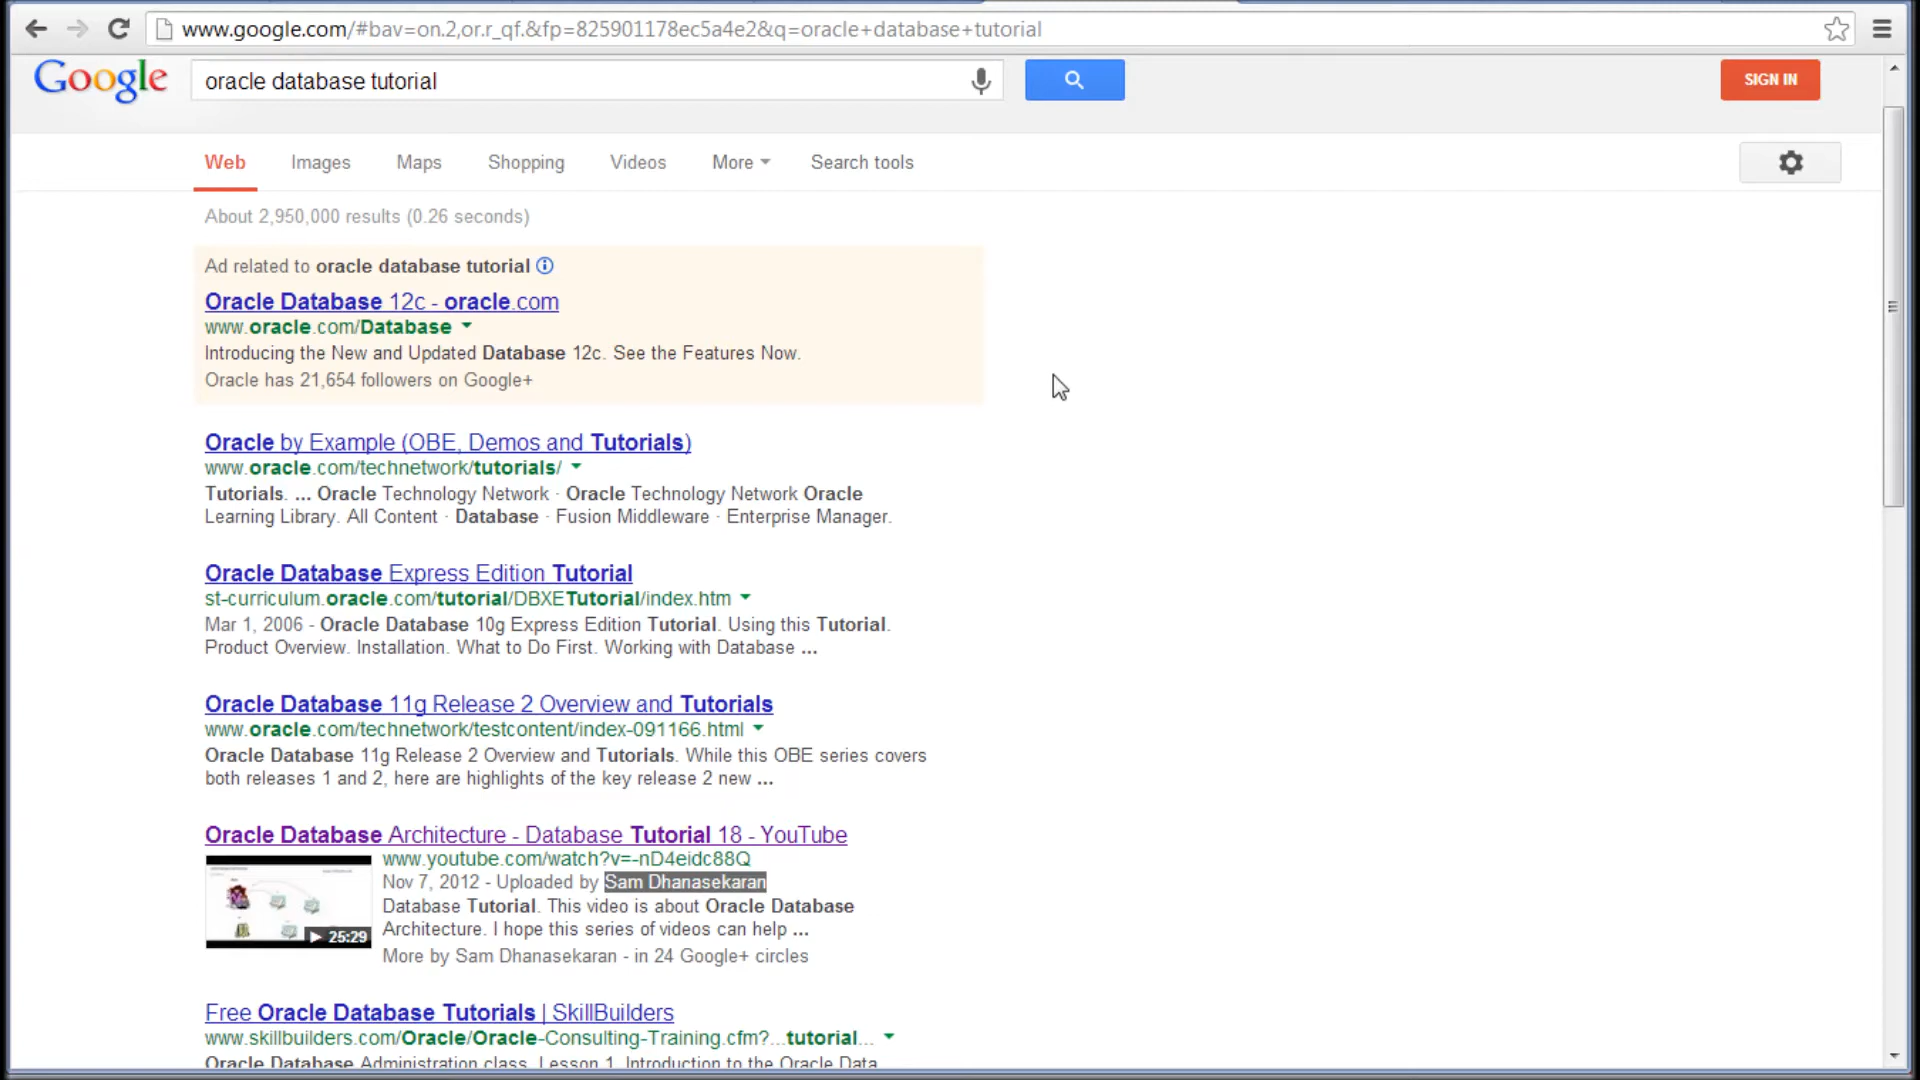 www.google.com/#bav=on.2,or.r_qf.&fp=825901178ec5a4e2&q=oracle+database+tutorial
Google
oracle database tutorial
SIGN IN
Web Images Maps Shopping Videos More Search tools
About 2,950,000 results (0.26 seconds)
Ad related to oracle database tutorial
Oracle Database 12c - oracle.com
www.oracle.com/Database
Introducing the New and Updated Database 12c. See the Features Now.
Oracle has 21,654 followers on Google+
Oracle by Example (OBE, Demos and Tutorials)
www.oracle.com/technetwork/tutorials/
Tutorials. ... Oracle Technology Network · Oracle Technology Network Oracle
Learning Library. All Content · Database · Fusion Middleware · Enterprise Manager.
Oracle Database Express Edition Tutorial
st-curriculum.oracle.com/tutorial/DBXETutorial/index.htm
Mar 1, 2006 - Oracle Database 10g Express Edition Tutorial. Using this Tutorial.
Product Overview. Installation. What to Do First. Working with Database ...
Oracle Database 11g Release 2 Overview and Tutorials
www.oracle.com/technetwork/testcontent/index-091166.html
Oracle Database 11g Release 2 Overview and Tutorials. While this OBE series covers
both releases 1 and 2, here are highlights of the key release 2 new ...
Oracle Database Architecture - Database Tutorial 18 - YouTube
www.youtube.com/watch?v=-nD4eidc88Q
Nov 7, 2012 - Uploaded by Sam Dhanasekaran
Database Tutorial. This video is about Oracle Database
Architecture. I hope this series of videos can help ...
25:29
More by Sam Dhanasekaran - in 24 Google+ circles
Free Oracle Database Tutorials | SkillBuilders
www.skillbuilders.com/Oracle/Oracle-Consulting-Training.cfm?...tutorial...
Oracle Database Administration class. Lesson 1. Introduction to the Oracle Data